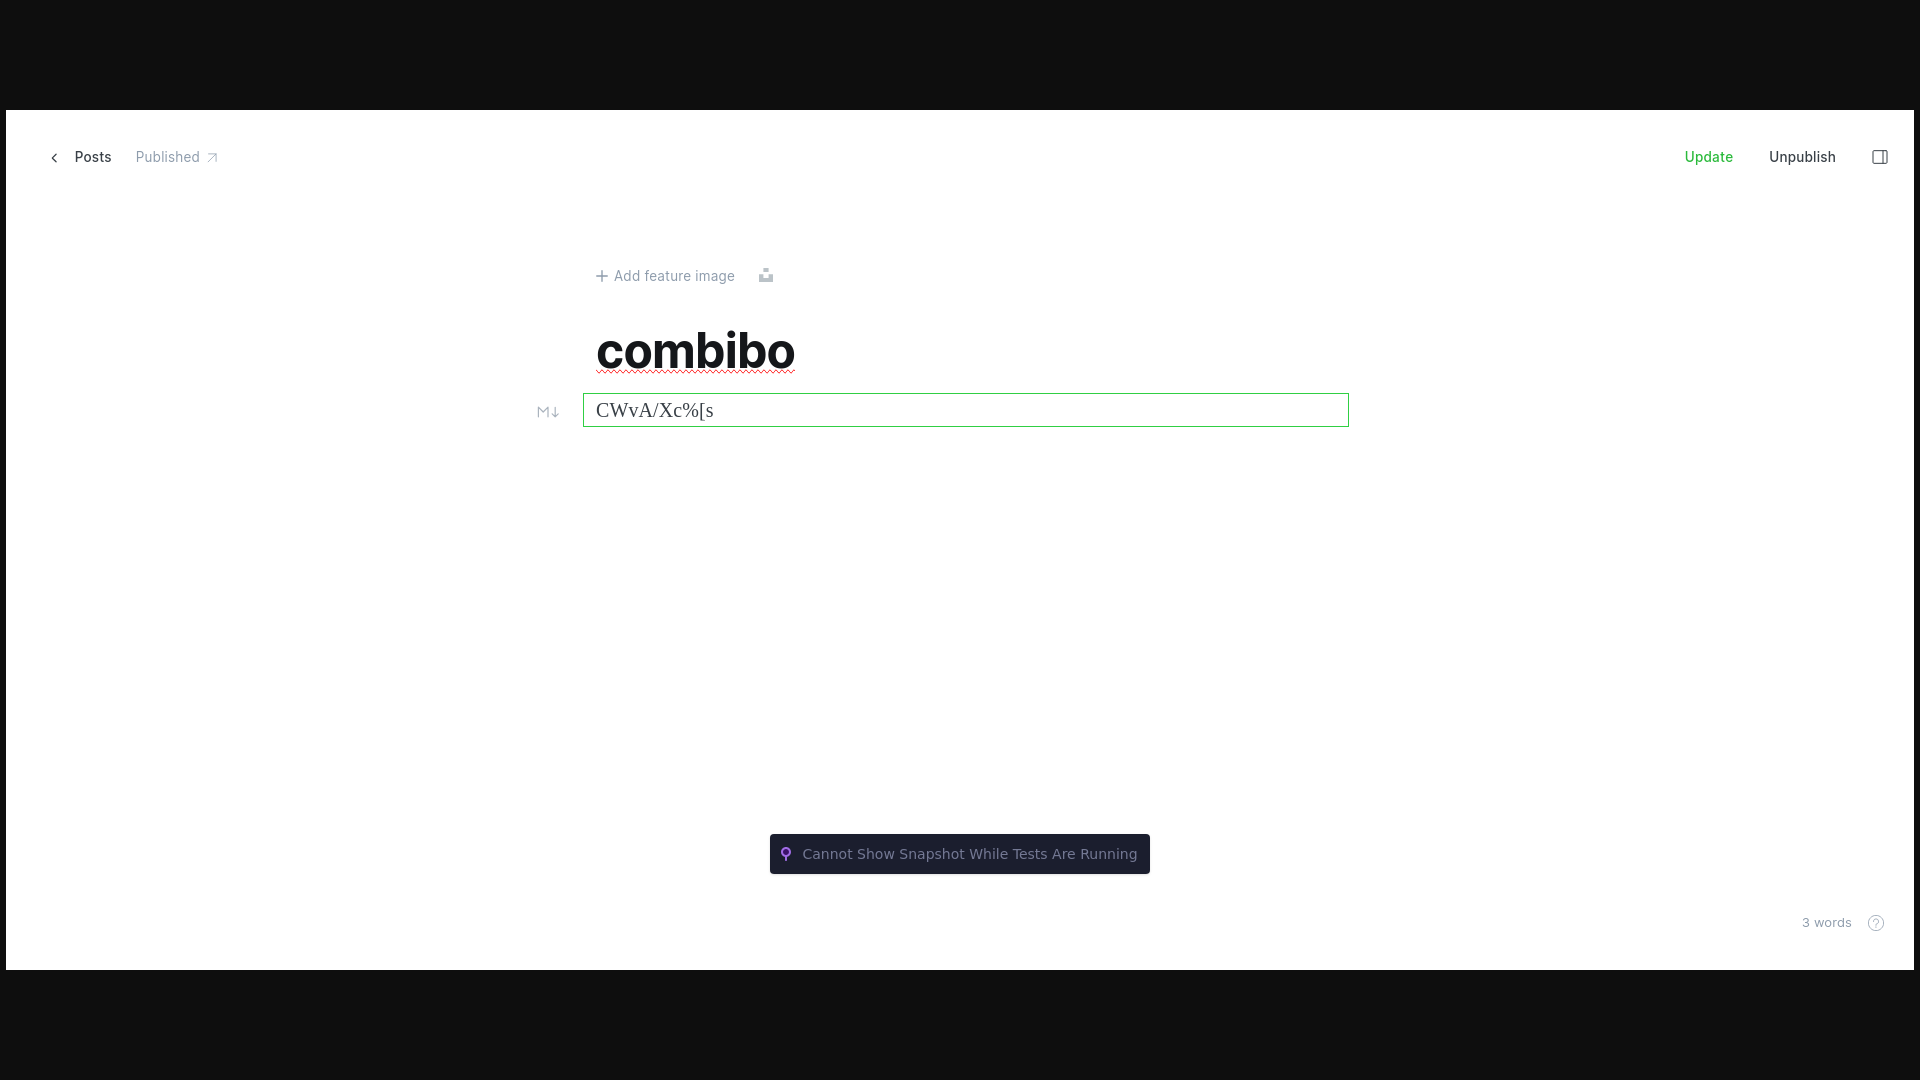 Posts
Published
Update
Unpublish
Add feature image
combibo
CWvA/Xc%[s
Cannot Show Snapshot While Tests Are Running
3 words